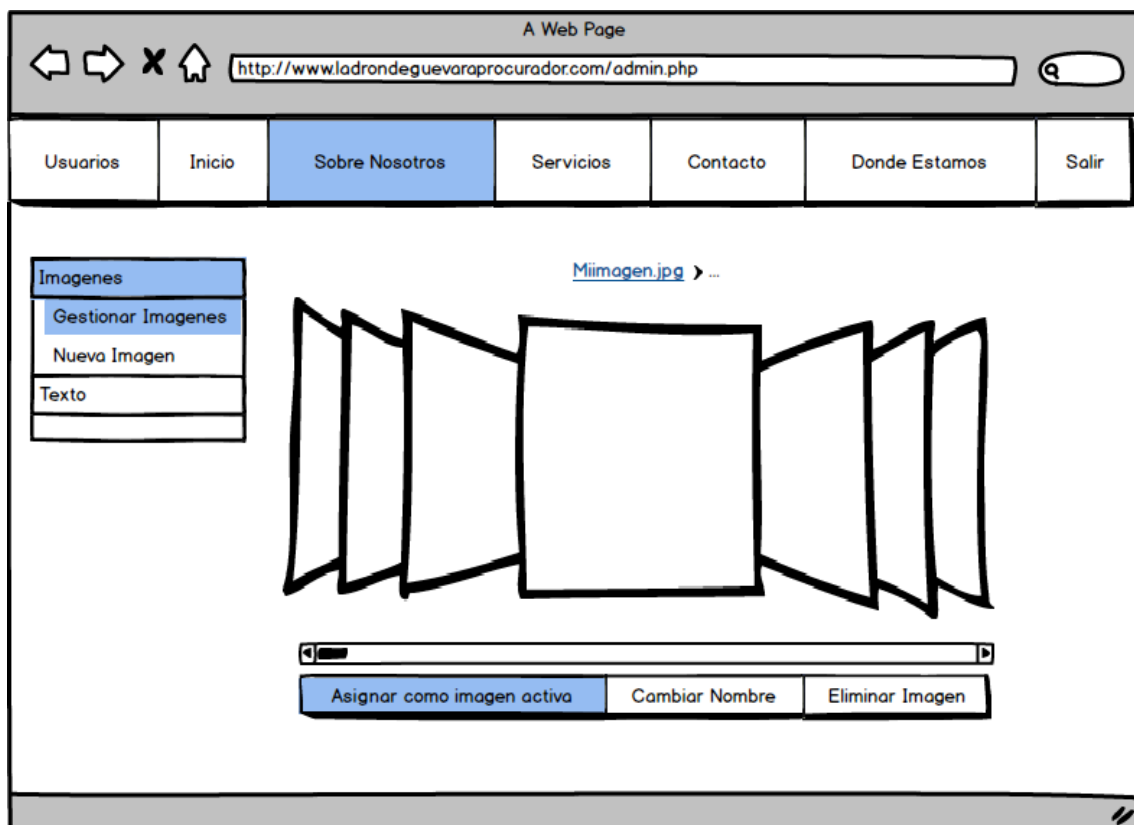 A Web Page
http://www.ladrondeguevaraprocurador.com/admin.php
Usuarios Inicio Sobre Nosotros Servicios Contacto Donde Estamos Salir
Imagenes
Gestionar Imagenes
Nueva Imagen
Texto
Miimagen.jpg ❯ ...
Asignar como imagen activa Cambiar Nombre Eliminar Imagen